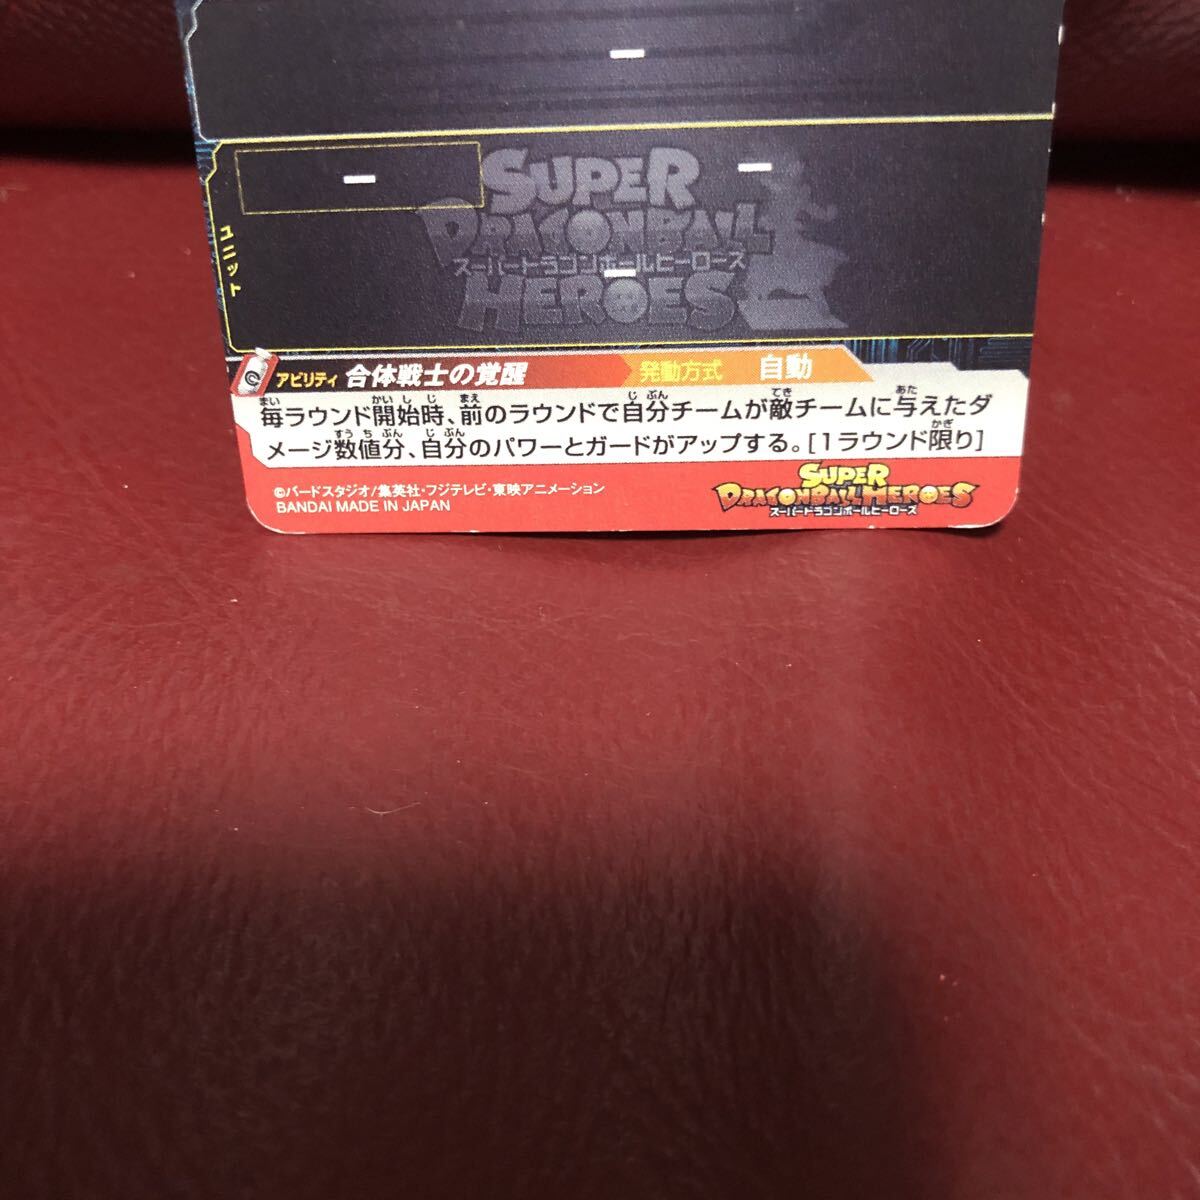 SUPER
DRAGONBALL
スーパードラゴンボールヒーローズ
HEROES
ユニット
アビリティ 合体戦士の覚醒 発動方式 自動
毎ラウンド開始時、前のラウンドで自分チームが敵チームに与えたダ
メージ数値分、自分のパワーとガードがアップする。[1ラウンド限り]
©バードスタジオ/集英社・フジテレビ・東映アニメーション
BANDAI MADE IN JAPAN
SUPER
DRAGONBALL HEROES
スーパードラゴンボールヒーローズ